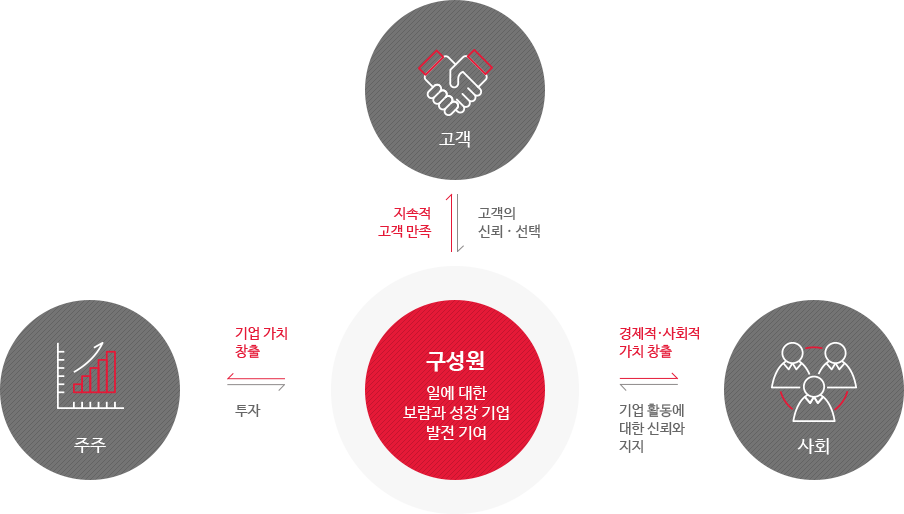 고객
지속적
고객 만족
고객의
신뢰 · 선택
기업 가치
창출
투자
주주
구성원
일에 대한
보람과 성장 기업
발전 기여
경제적·사회적
가치 창출
기업 활동에
대한 신뢰와
지지
사회